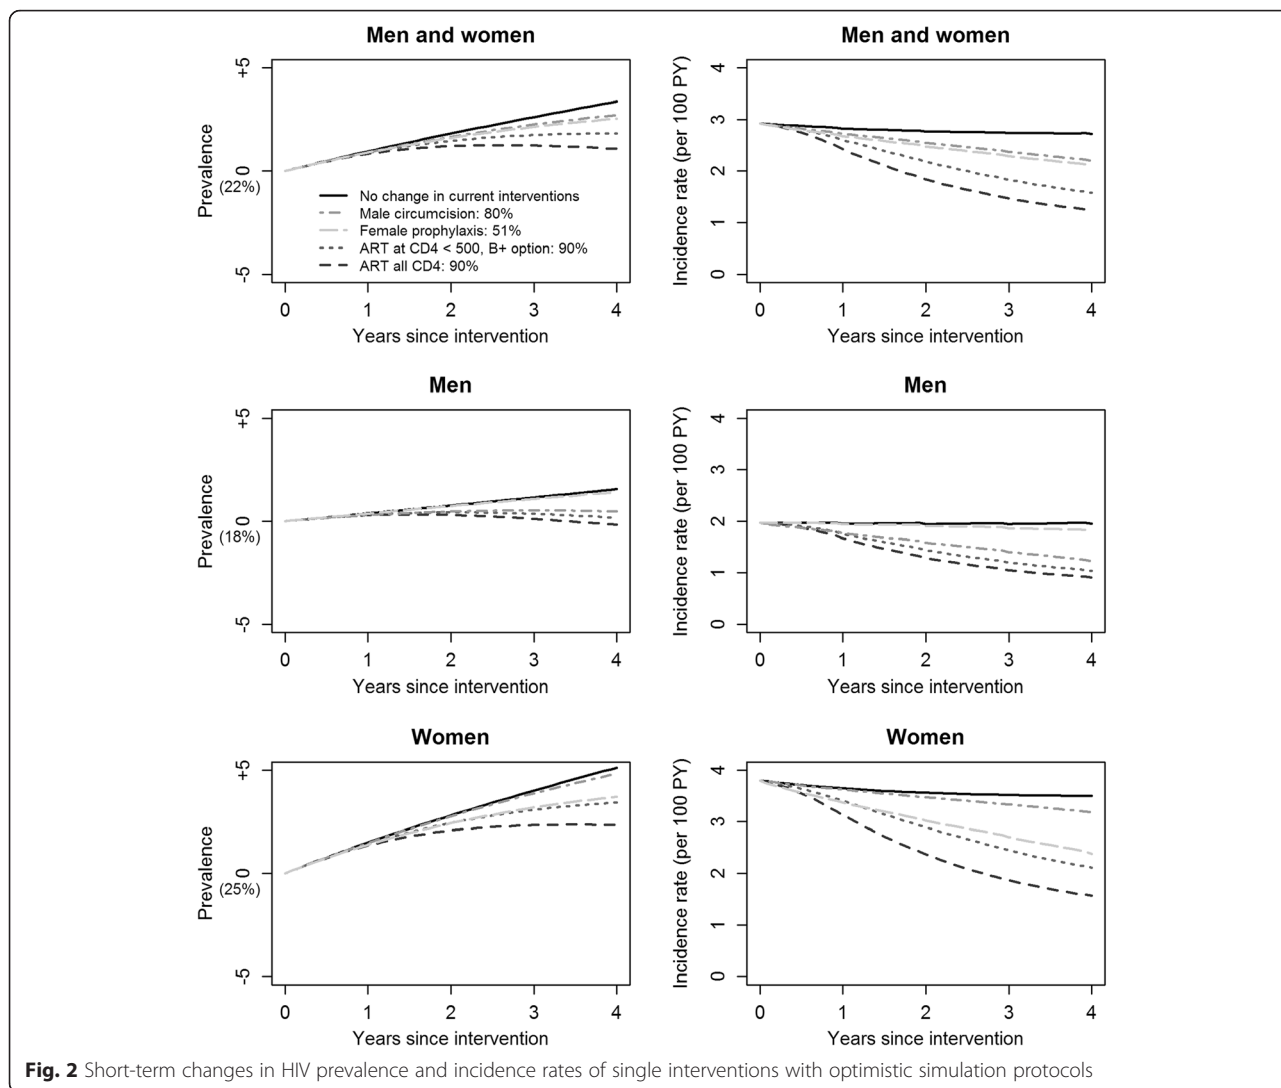 Men and women
Prevalence
+5
0
(22%)
-5
No change in current interventions
Male circumcision: 80%
Female prophylaxis: 51%
ART at CD4 < 500, B+ option: 90%
ART all CD4: 90%
0 1 2 3 4
Years since intervention
Men and women
Incidence rate (per 100 PY)
4
3
2
1
0
0 1 2 3 4
Years since intervention
Men
Prevalence
+5
0
(18%)
-5
0 1 2 3 4
Years since intervention
Men
Incidence rate (per 100 PY)
4
3
2
1
0
0 1 2 3 4
Years since intervention
Women
Prevalence
+5
0
(25%)
-5
0 1 2 3 4
Years since intervention
Women
Incidence rate (per 100 PY)
4
3
2
1
0
0 1 2 3 4
Years since intervention
Fig. 2 Short-term changes in HIV prevalence and incidence rates of single interventions with optimistic simulation protocols